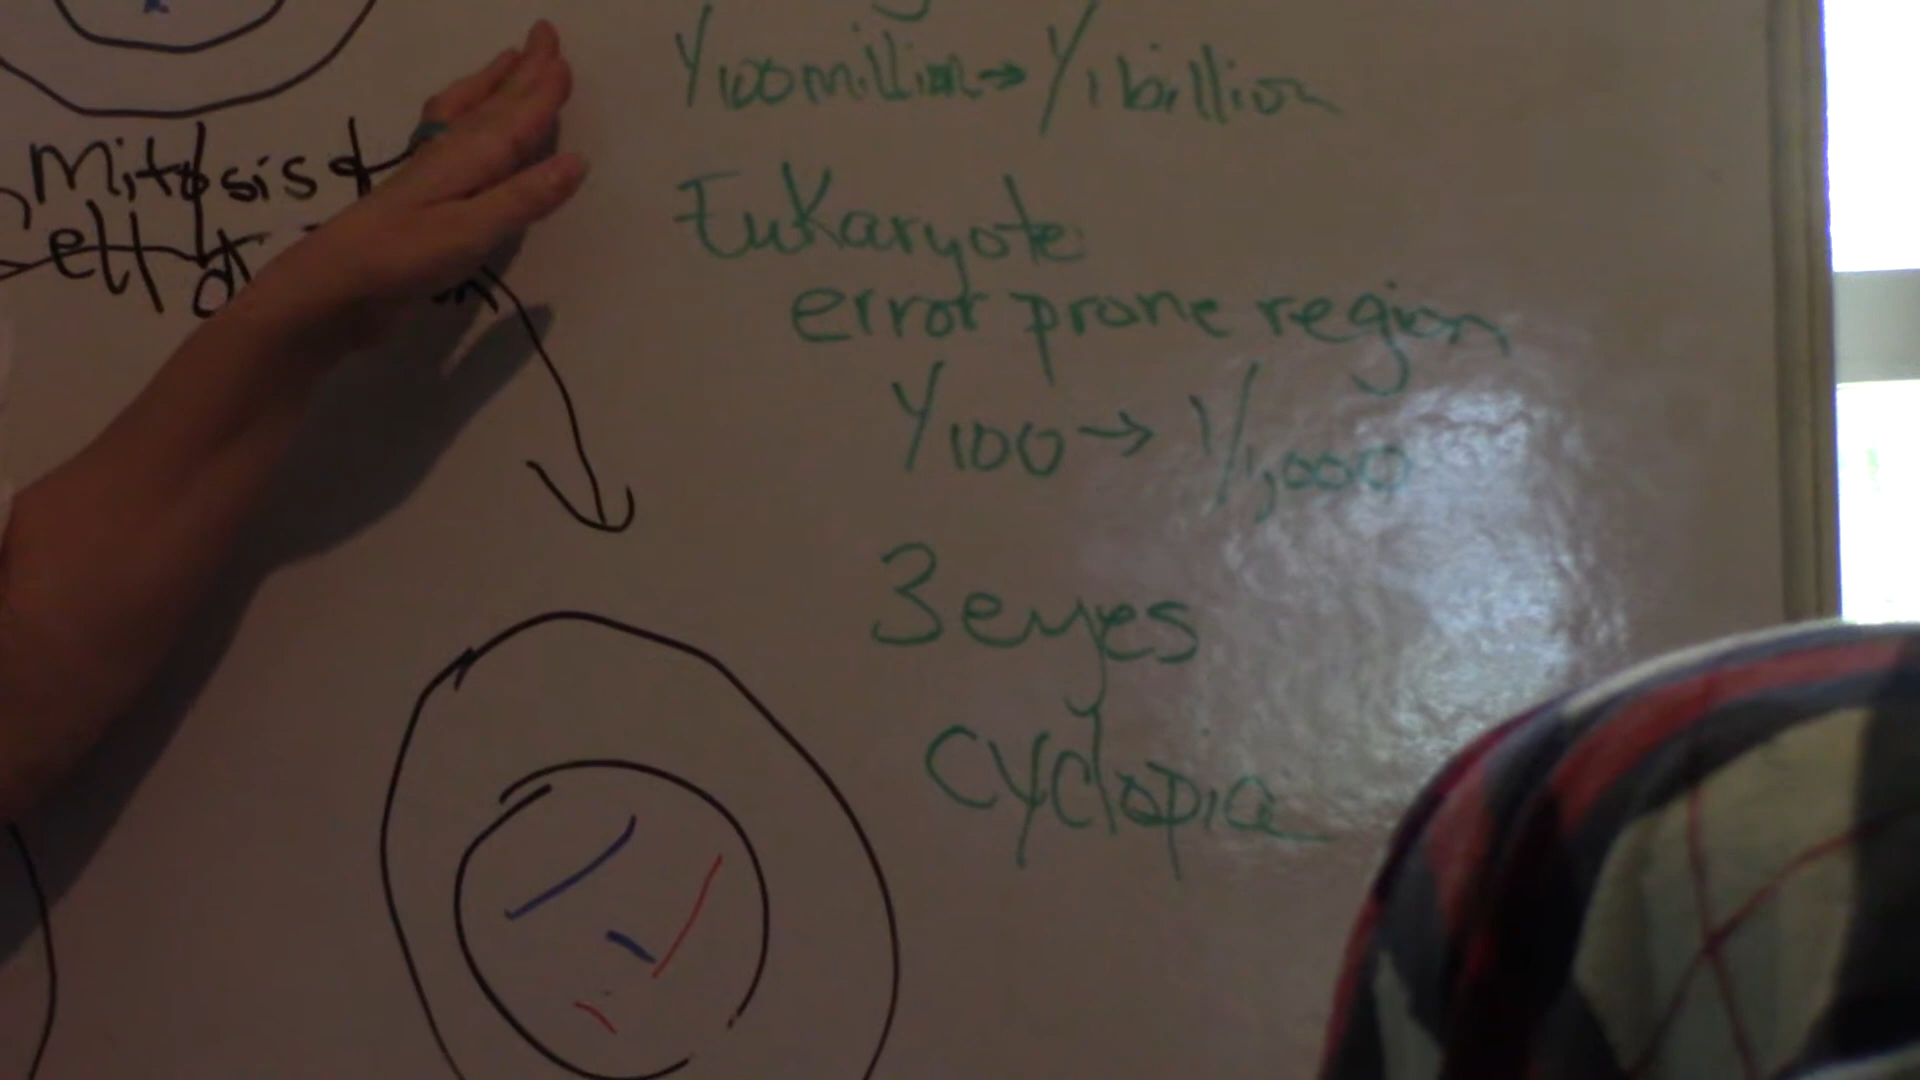 1/100 million → 1/1 billion
Mitosis &
cell
Eukaryote
error prone region
1/100 → 1/1,000
3 eyes
cyclopia